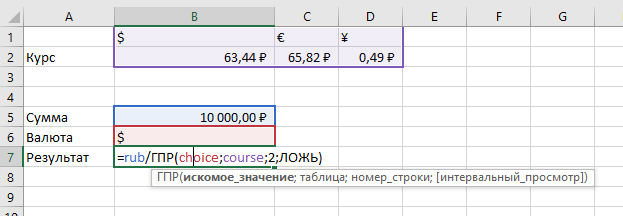 A B C D E F G
1 $ € ¥
2 Курс 63,44 ₽ 65,82 ₽ 0,49 ₽
3
4
5 Сумма 10 000,00 ₽
6 Валюта $
7 Результат =rub/ГПР(choice;course;2;ЛОЖЬ)
8 ГПР(искомое_значение; таблица; номер_строки; [интервальный_просмотр])
9